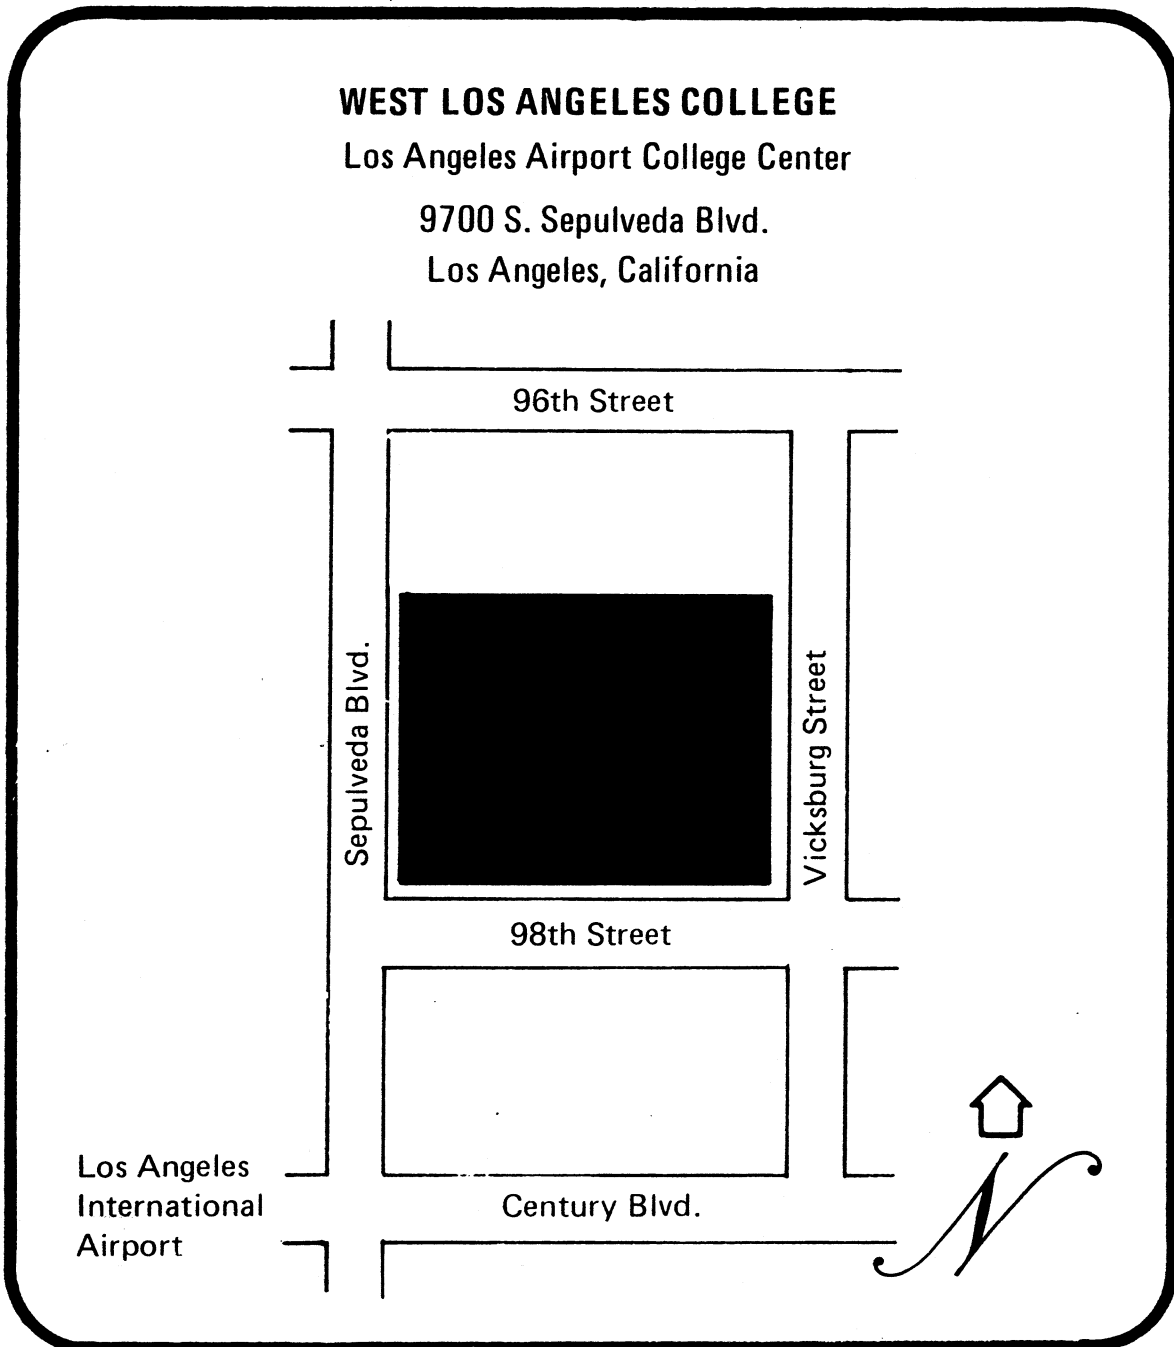 WEST LOS ANGELES COLLEGE
Los Angeles Airport College Center
9700 S. Sepulveda Blvd.
Los Angeles, California
96th Street
Sepulveda Blvd.
Vicksburg Street
98th Street
Los Angeles
International
Airport
Century Blvd.
N